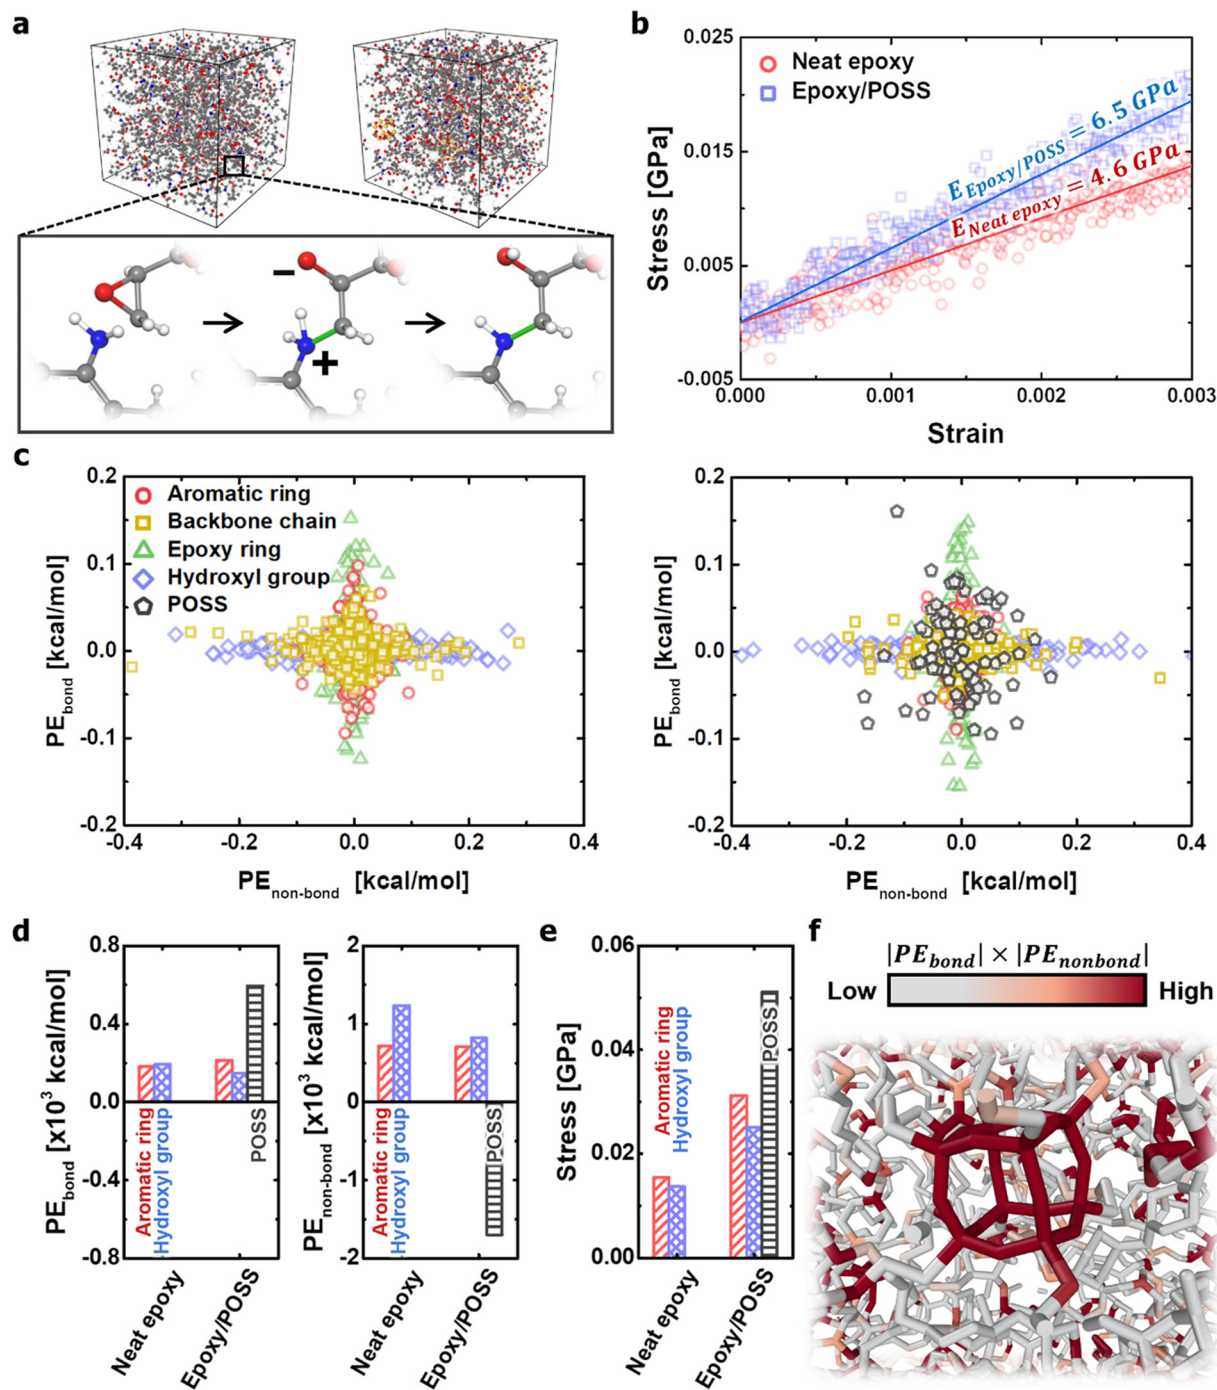 a
−
+
b
Stress [GPa]
0.025
0.015
0.005
-0.005
Neat epoxy
Epoxy/POSS
E_Epoxy/POSS = 6.5 GPa
E_Neat epoxy = 4.6 GPa
0.000 0.001 0.002 0.003
Strain
c
PE_bond [kcal/mol]
0.2
0.1
0.0
-0.1
-0.2
Aromatic ring
Backbone chain
Epoxy ring
Hydroxyl group
POSS
-0.4 -0.2 0.0 0.2 0.4
PE_non-bond [kcal/mol]
PE_bond [kcal/mol]
0.2
0.1
0.0
-0.1
-0.2
-0.4 -0.2 0.0 0.2 0.4
PE_non-bond [kcal/mol]
d
PE_bond [x10³ kcal/mol]
0.8
0.4
0.0
-0.4
-0.8
Aromatic ring
Hydroxyl group
POSS
Neat epoxy
Epoxy/POSS
PE_non-bond [x10³ kcal/mol]
2
1
0
-1
-2
Aromatic ring
Hydroxyl group
POSS
Neat epoxy
Epoxy/POSS
e
Stress [GPa]
0.06
0.04
0.02
0.00
Aromatic ring
Hydroxyl group
POSS
Neat epoxy
Epoxy/POSS
f
|PE_bond| × |PE_nonbond|
Low High